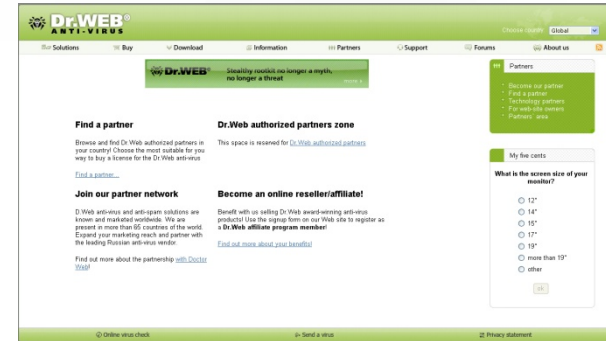 Dr.WEB®
ANTI-VIRUS
Choose country: Global
Solutions Buy Download Information Partners Support Forums About us
Dr.WEB® Stealthy rootkit no longer a myth,
no longer a threat
Partners
Become our partner
Find a partner
Technology partners
For web-site owners
Partners' area
Find a partner
Browse and find Dr.Web authorized partners in
your country! Choose the most suitable for you
way to buy a license for the Dr.Web anti-virus
Find a partner...
Dr.Web authorized partners zone
This space is reserved for Dr.Web authorized partners
Join our partner network
D.Web anti-virus and anti-spam solutions are
known and marketed worldwide. We are
present in more than 65 countries of the world.
Expand your marketing reach and partner with
the leading Russian anti-virus vendor.
Find out more about the partnership with Doctor
Web!
Become an online reseller/affiliate!
Benefit with us selling Dr.Web award-winning anti-virus
products! Use the signup form on our Web site to register as
a Dr.Web affiliate program member!
Find out more about your benefits!
My five cents
What is the screen size of your
monitor?
12"
14"
15"
17"
19"
more than 19"
other
ok
Online virus check Send a virus Privacy statement